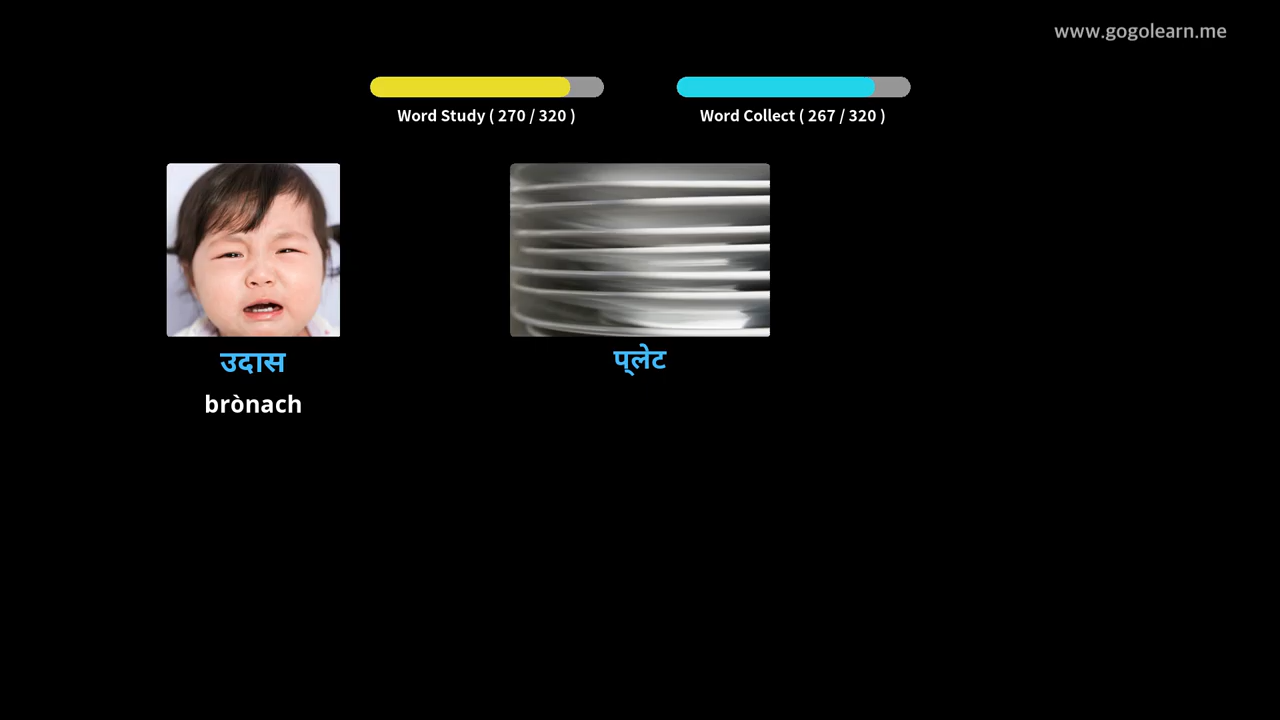 www.gogolearn.me
Word Study ( 270 / 320 )
Word Collect ( 267 / 320 )
उदास
brònach
प्लेट